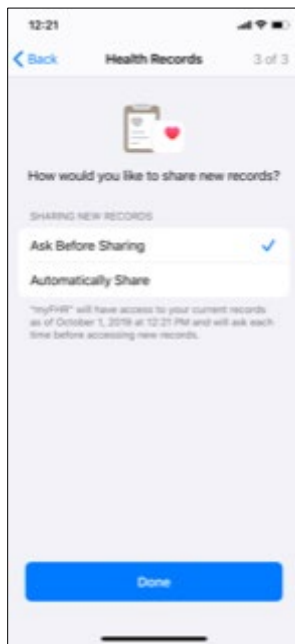 12:21
Back Health Records 3 of 3
How would you like to share new records?
SHARING NEW RECORDS
Ask Before Sharing
Automatically Share
"myFHR" will have access to your current records
as of October 1, 2019 at 12:21 PM and will ask each
time before accessing new records.
Done